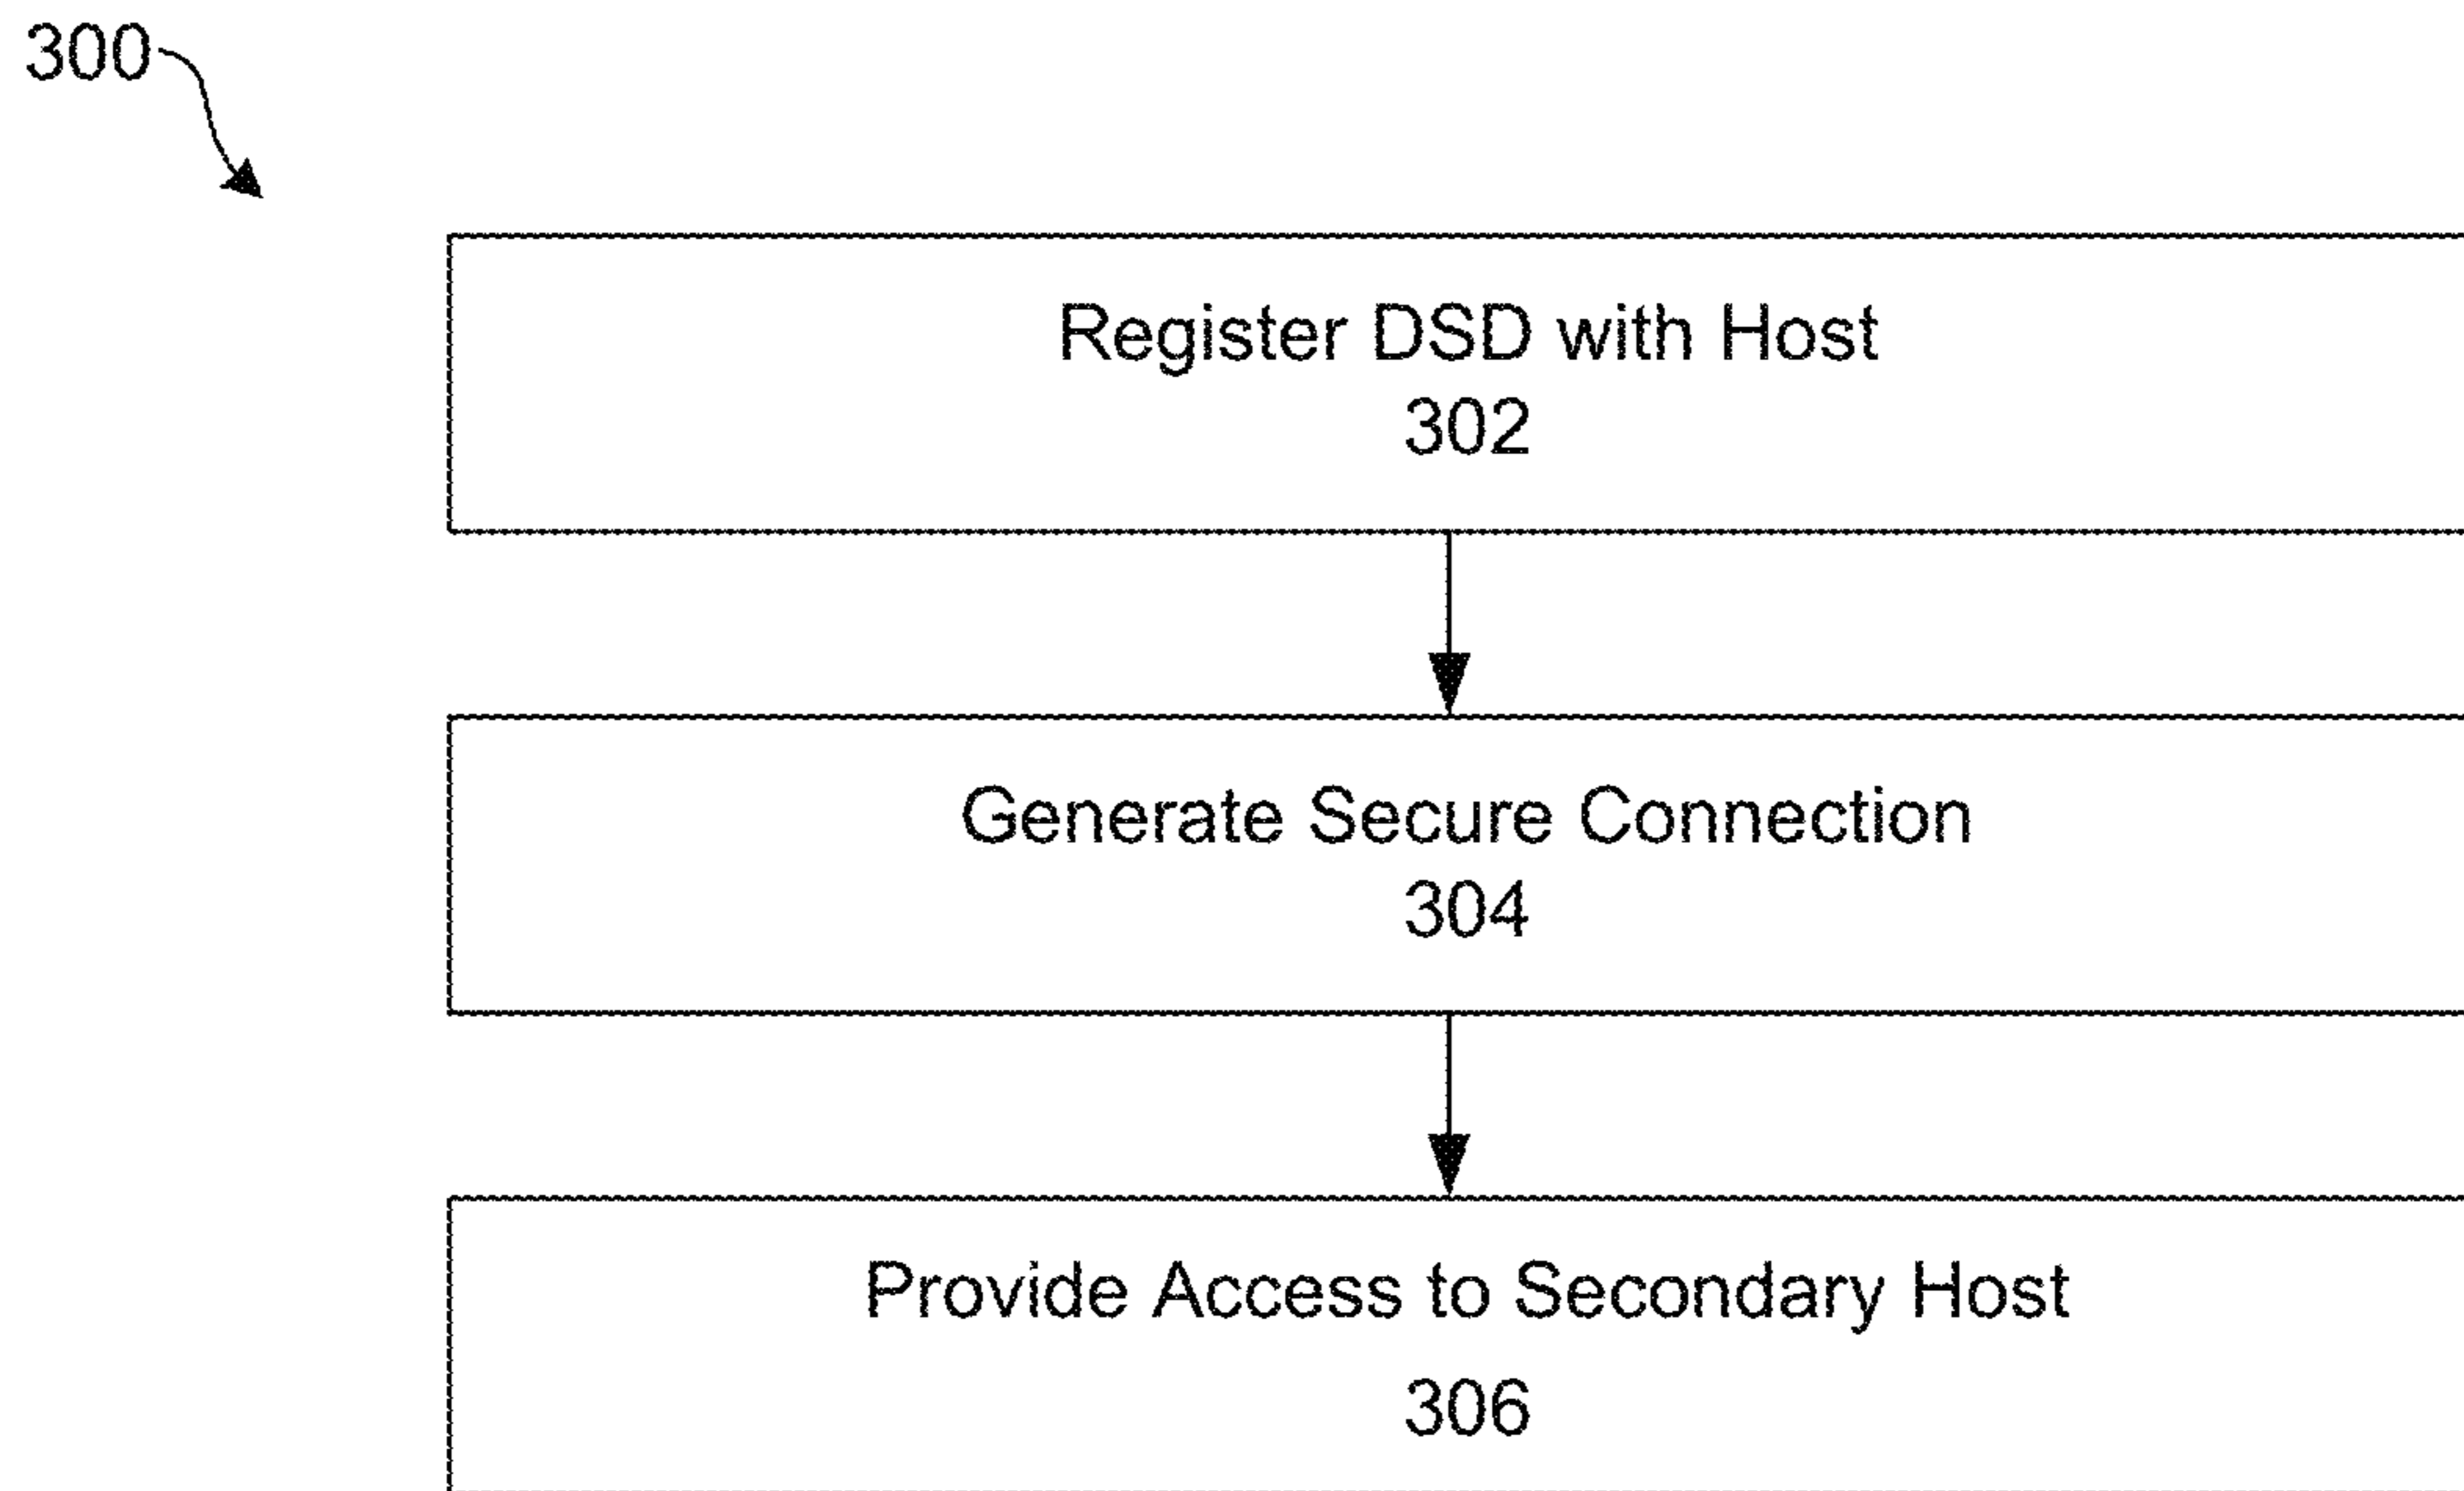 300
Register DSD with Host
302
Generate Secure Connection
304
Provide Access to Secondary Host
306